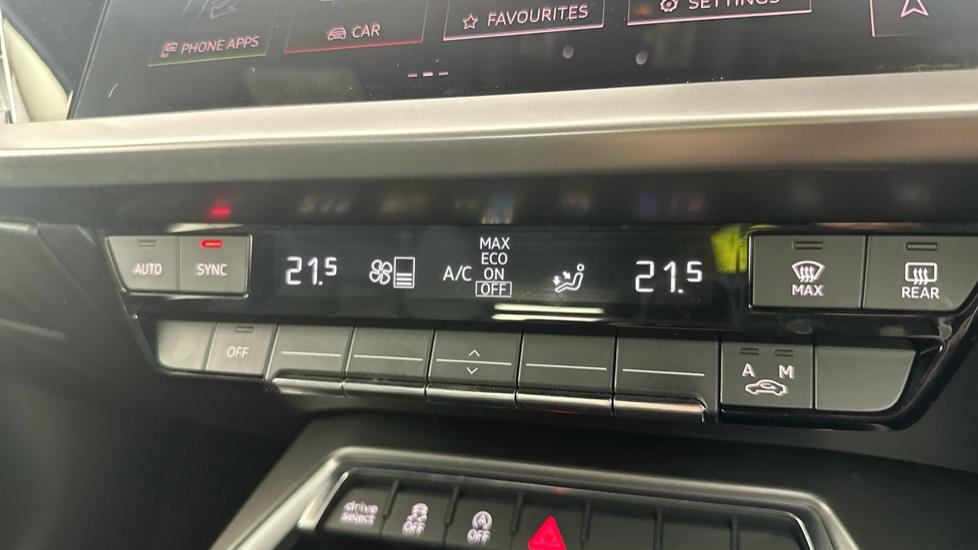 PHONE APPS
CAR
FAVOURITES
SETTINGS
AUTO
SYNC
21.5
A/C
MAX
ECO
ON
OFF
21.5
MAX
REAR
OFF
A M
drive
select
OFF
OFF